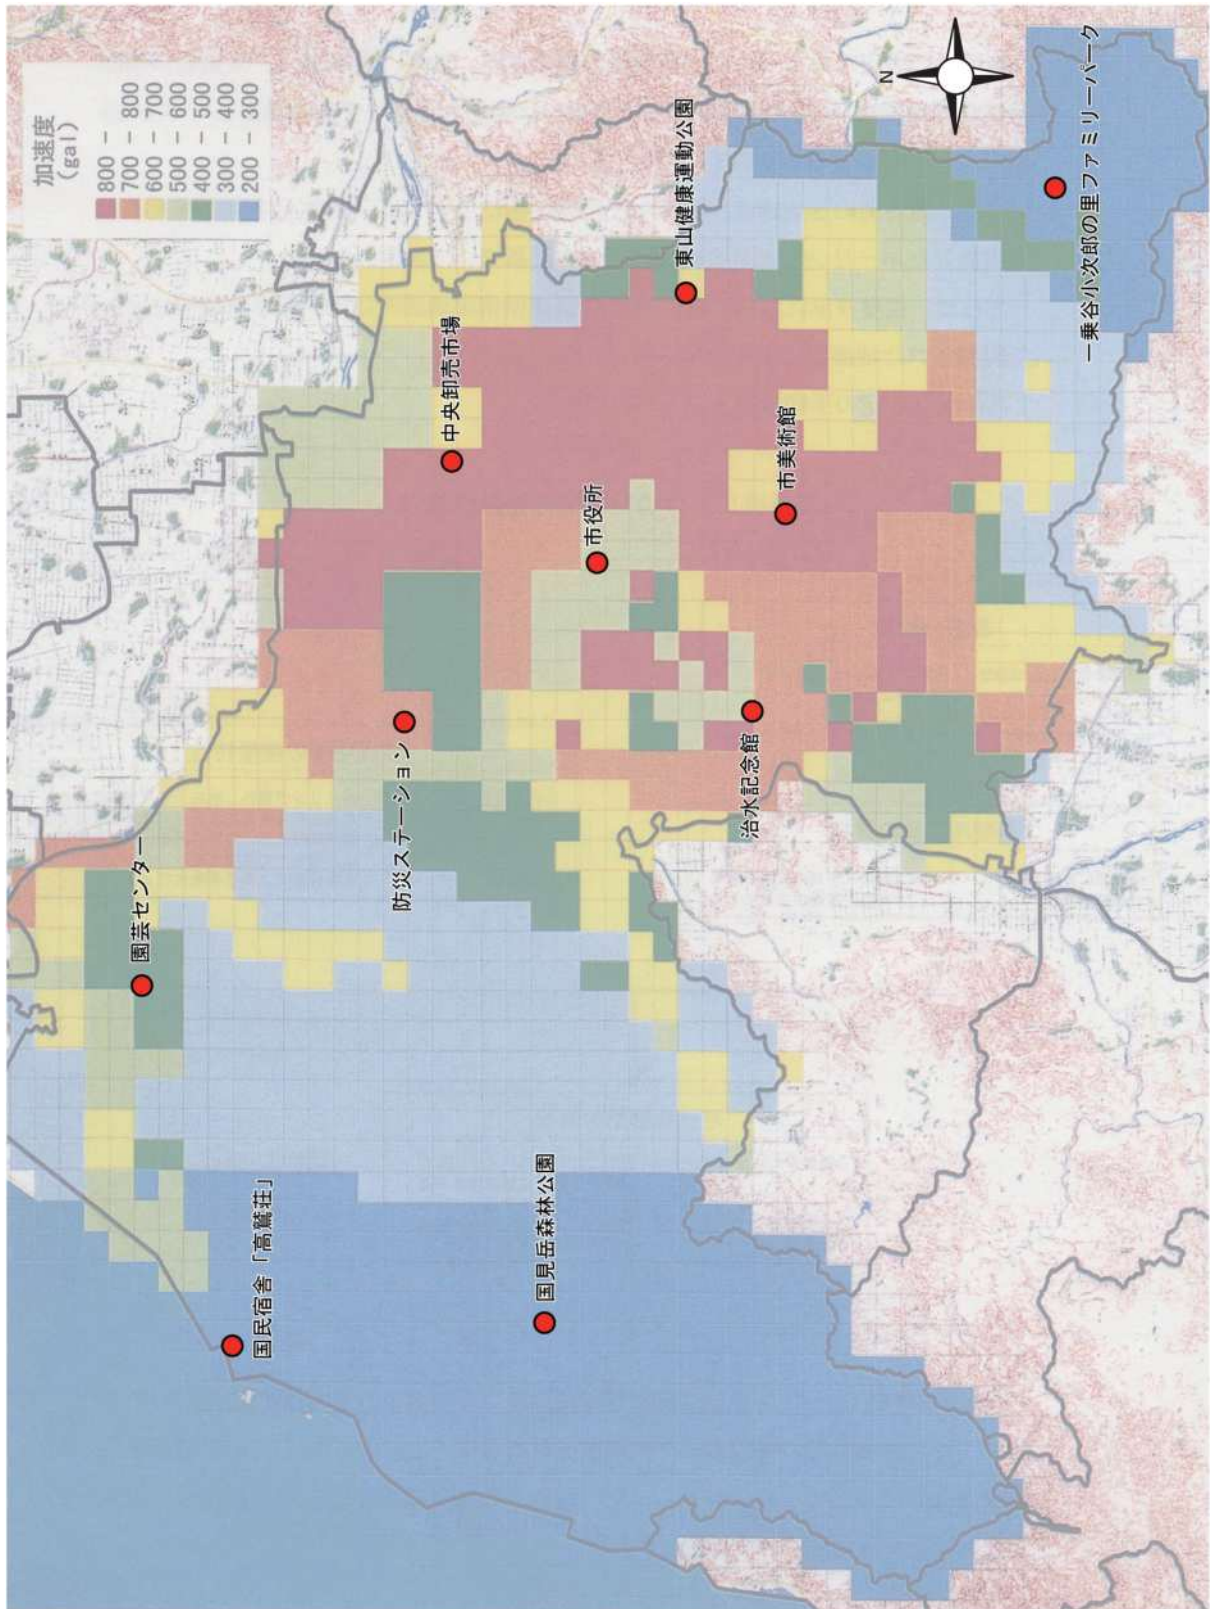 加速度
(gal)
800 －
700 － 800
600 － 700
500 － 600
400 － 500
300 － 400
200 － 300
N
一乗谷小次郎の里ファミリーパーク
東山健康運動公園
中央卸売市場
市美術館
市役所
治水記念館
防災ステーション
園芸センター
国見岳森林公園
国民宿舎「高鷲荘」